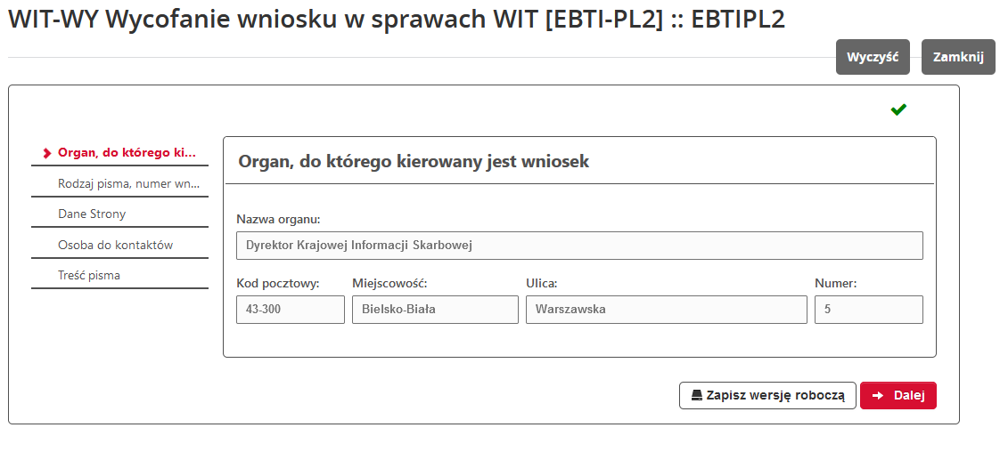 WIT-WY Wycofanie wniosku w sprawach WIT [EBTI-PL2] :: EBTIPL2
Wyczyść Zamknij
Organ, do którego ki...
Rodzaj pisma, numer wn...
Dane Strony
Osoba do kontaktów
Treść pisma
Organ, do którego kierowany jest wniosek
Nazwa organu:
Dyrektor Krajowej Informacji Skarbowej
Kod pocztowy: Miejscowość: Ulica: Numer:
43-300 Bielsko-Biała Warszawska 5
Zapisz wersję roboczą Dalej